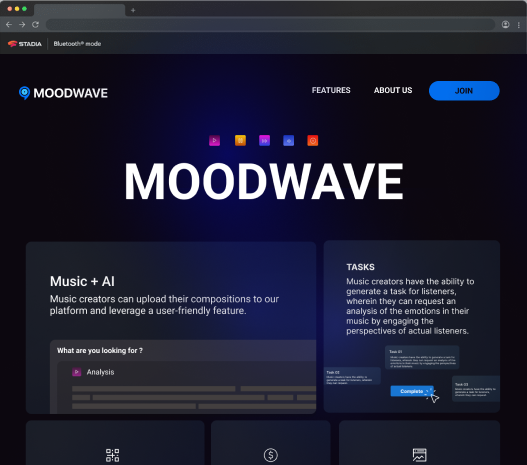 STADIA Bluetooth® mode
MOODWAVE FEATURES ABOUT US JOIN
MOODWAVE
Music + AI
Music creators can upload their compositions to our
platform and leverage a user-friendly feature.
What are you looking for ?
Analysis
TASKS
Music creators have the ability to
generate a task for listeners,
wherein they can request an
analysis of the emotions in their
music by engaging the
perspectives of actual listeners.
Task 01
Task 02
Task 03
Complete